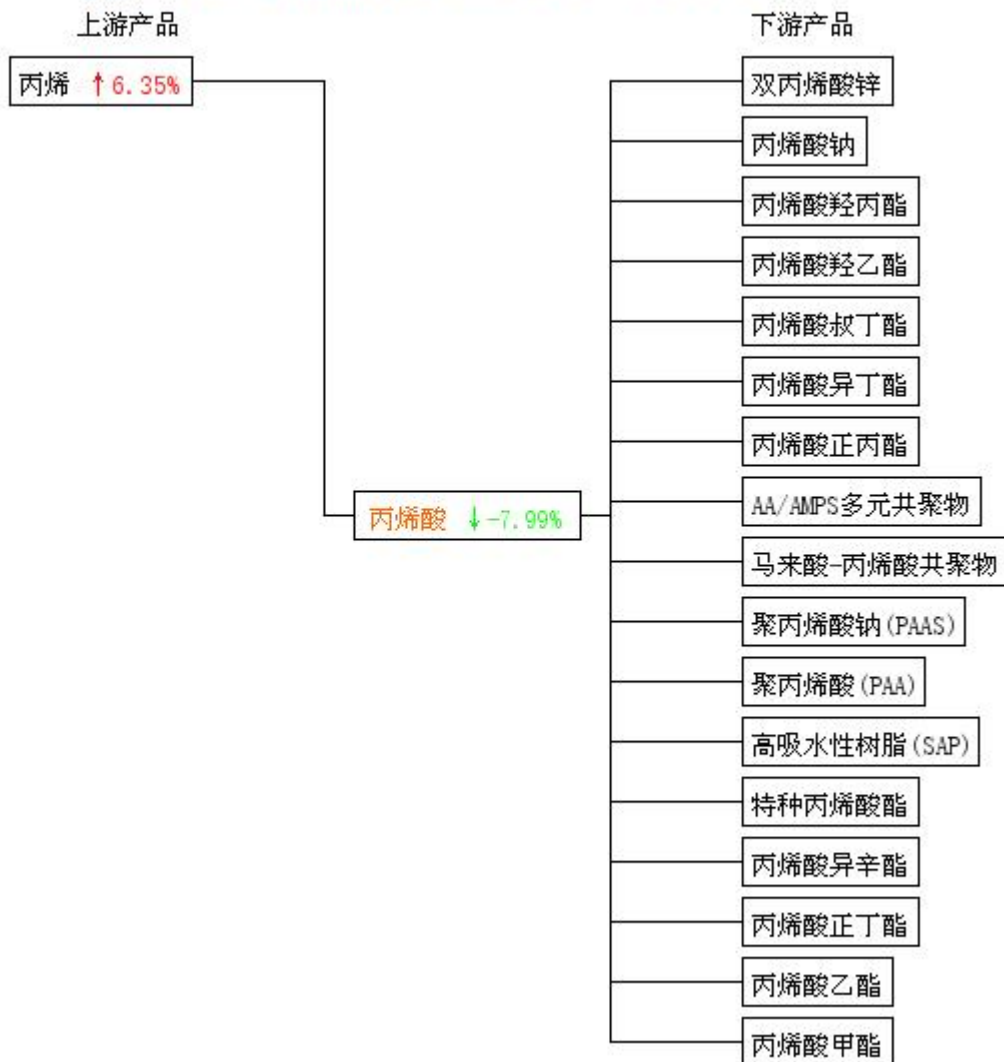 上游产品
下游产品
丙烯 ↑6.35%
丙烯酸 ↓-7.99%
双丙烯酸锌
丙烯酸钠
丙烯酸羟丙酯
丙烯酸羟乙酯
丙烯酸叔丁酯
丙烯酸异丁酯
丙烯酸正丙酯
AA/AMPS多元共聚物
马来酸-丙烯酸共聚物
聚丙烯酸钠(PAAS)
聚丙烯酸(PAA)
高吸水性树脂(SAP)
特种丙烯酸酯
丙烯酸异辛酯
丙烯酸正丁酯
丙烯酸乙酯
丙烯酸甲酯